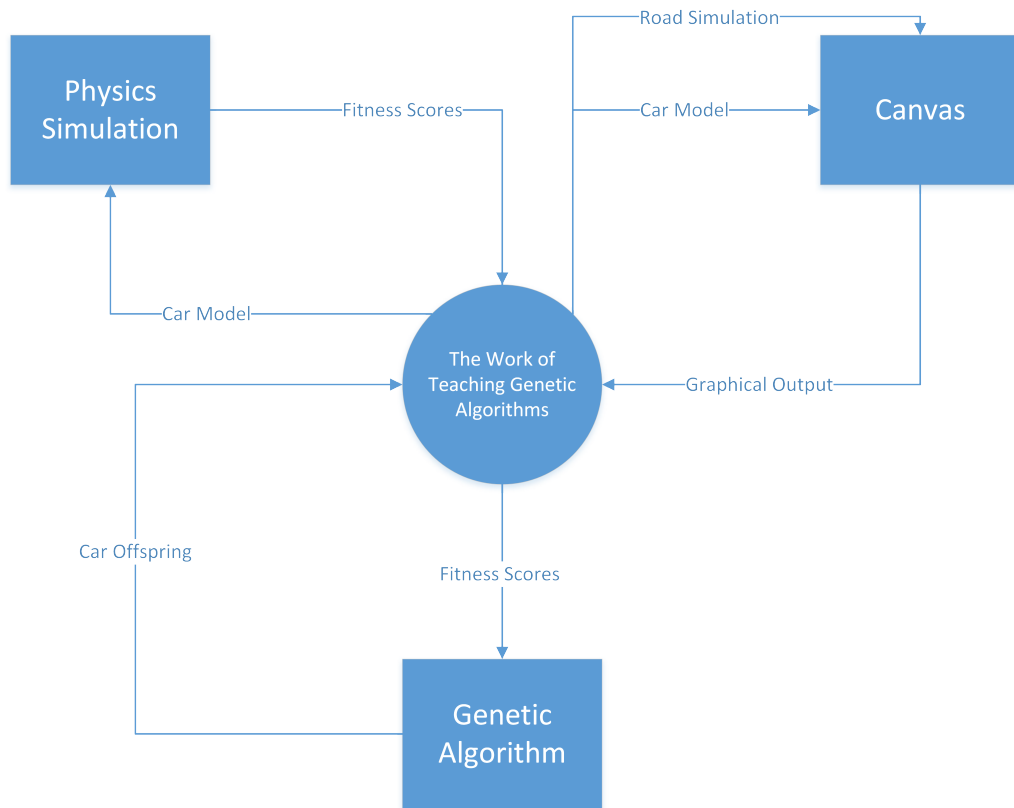 Road Simulation
Physics
Simulation
Fitness Scores
Car Model
Canvas
Car Model
The Work of
Teaching Genetic
Algorithms
Graphical Output
Car Offspring
Fitness Scores
Genetic
Algorithm